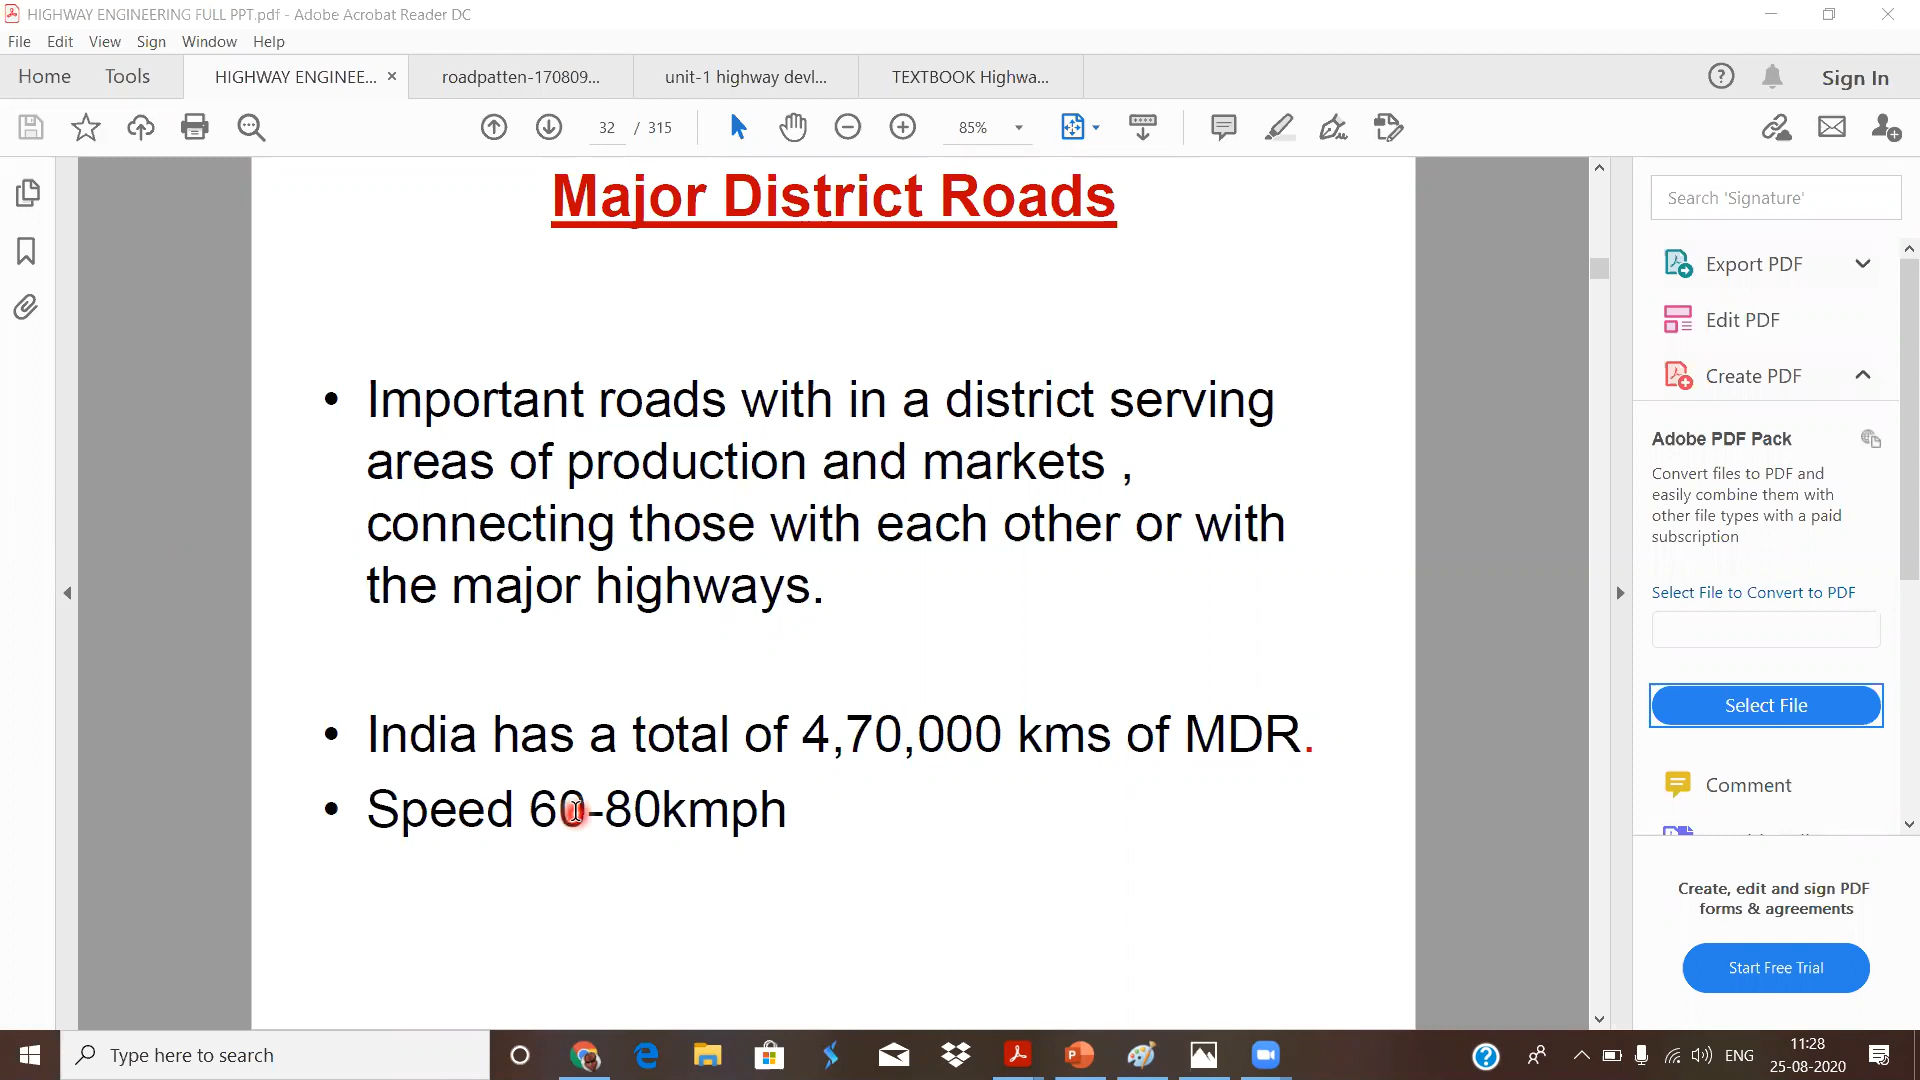 HIGHWAY ENGINEERING FULL PPT.pdf - Adobe Acrobat Reader DC
File Edit View Sign Window Help
Home Tools HIGHWAY ENGINEE... × roadpatten-170809... unit-1 highway devl... TEXTBOOK Highwa... Sign In
32 / 315 85%
Major District Roads
• Important roads with in a district serving
areas of production and markets ,
connecting those with each other or with
the major highways.
• India has a total of 4,70,000 kms of MDR.
• Speed 60-80kmph
Search 'Signature'
Export PDF
Edit PDF
Create PDF
Adobe PDF Pack
Convert files to PDF and
easily combine them with
other file types with a paid
subscription
Select File to Convert to PDF
Select File
Comment
Create, edit and sign PDF
forms & agreements
Start Free Trial
Type here to search
ENG
11:28
25-08-2020